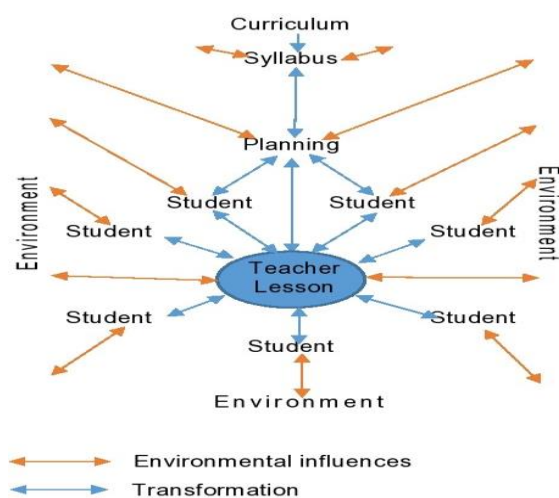 Curriculum
Syllabus
Planning
Student
Student
Environment
Environment
Student
Student
Teacher
Lesson
Student
Student
Student
Environment
Environmental influences
Transformation